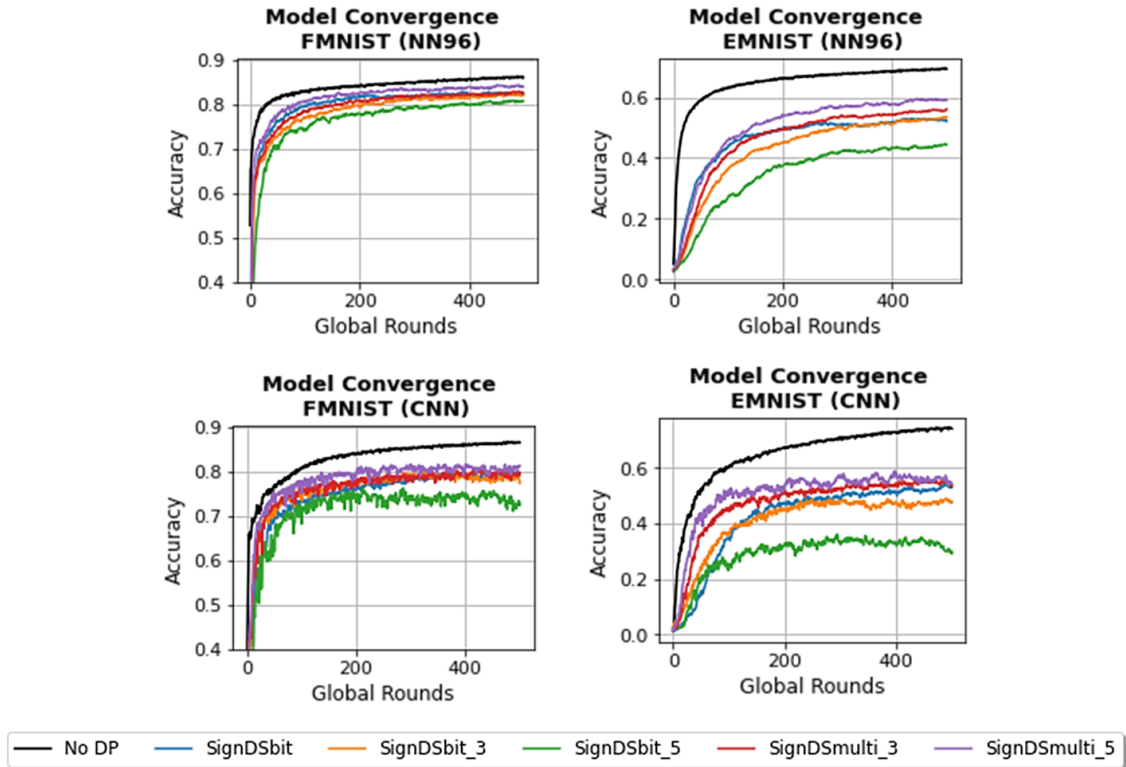 Model Convergence
FMNIST (NN96)
0.9
0.8
0.7
0.6
0.5
0.4
Accuracy
0
200
400
Global Rounds
Model Convergence
EMNIST (NN96)
0.6
0.4
0.2
0.0
Accuracy
0
200
400
Global Rounds
Model Convergence
FMNIST (CNN)
0.9
0.8
0.7
0.6
0.5
0.4
Accuracy
0
200
400
Global Rounds
Model Convergence
EMNIST (CNN)
0.6
0.4
0.2
0.0
Accuracy
0
200
400
Global Rounds
No DP SignDSbit SignDSbit_3 SignDSbit_5 SignDSmulti_3 SignDSmulti_5